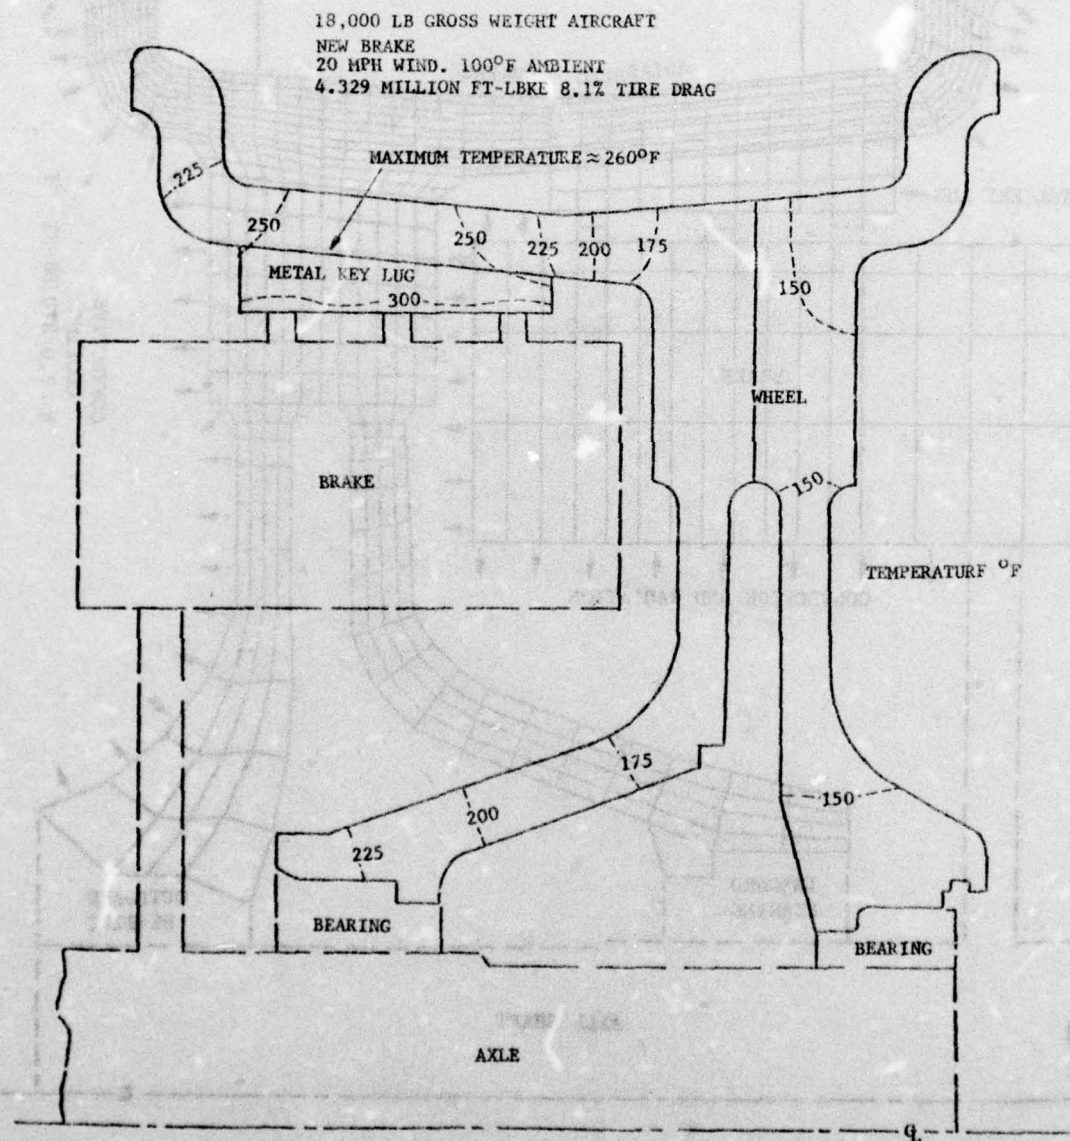 18,000 LB GROSS WEIGHT AIRCRAFT
NEW BRAKE
20 MPH WIND. 100°F AMBIENT
4.329 MILLION FT-LBKE 8.1% TIRE DRAG
MAXIMUM TEMPERATURE ≈ 260°F
225
250
250
225
200
175
150
METAL KEY LUG
300
WHEEL
BRAKE
150
TEMPERATURF °F
175
150
200
225
BEARING
BEARING
AXLE